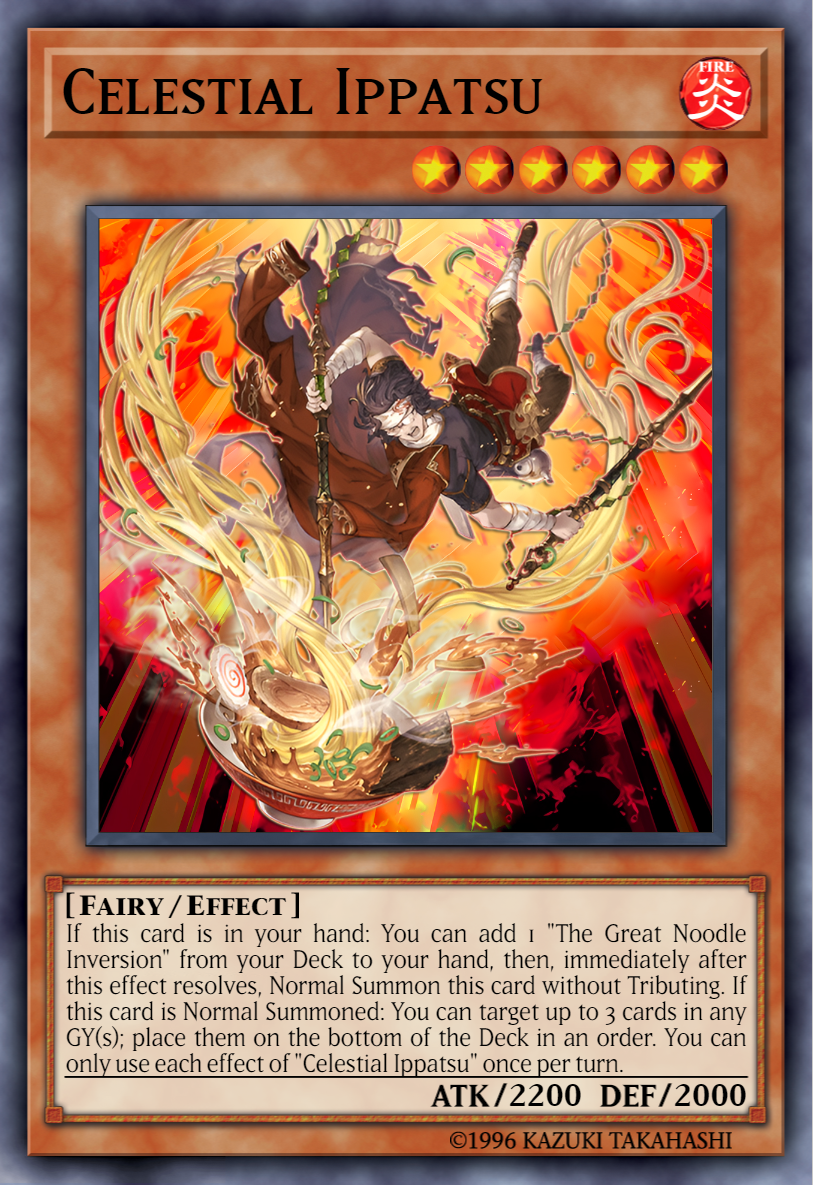 Celestial Ippatsu
FIRE
炎
[ Fairy / Effect ]
If this card is in your hand: You can add 1 "The Great Noodle
Inversion" from your Deck to your hand, then, immediately after
this effect resolves, Normal Summon this card without Tributing. If
this card is Normal Summoned: You can target up to 3 cards in any
GY(s); place them on the bottom of the Deck in an order. You can
only use each effect of "Celestial Ippatsu" once per turn.
ATK/2200 DEF/2000
©1996 KAZUKI TAKAHASHI